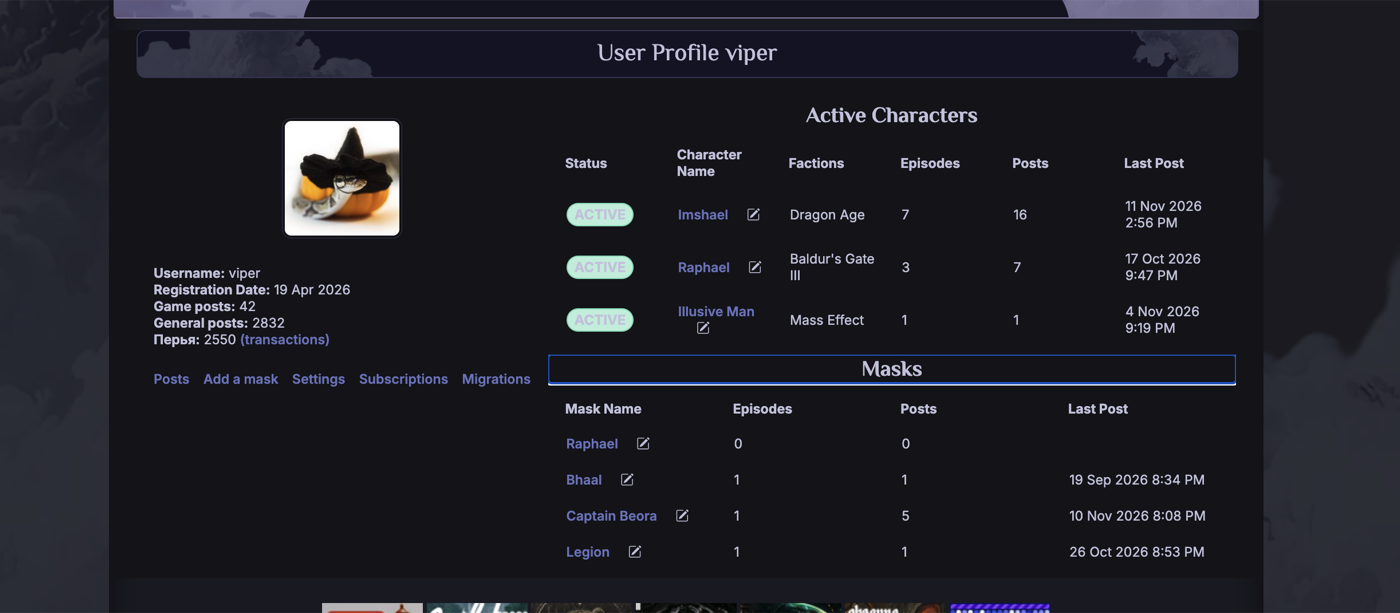 User Profile viper
Username: viper
Registration Date: 19 Apr 2026
Game posts: 42
General posts: 2832
Перья: 2550 (transactions)
Posts Add a mask Settings Subscriptions Migrations
Active Characters
Status Character Name Factions Episodes Posts Last Post
ACTIVE Imshael Dragon Age 7 16 11 Nov 2026 2:56 PM
ACTIVE Raphael Baldur's Gate III 3 7 17 Oct 2026 9:47 PM
ACTIVE Illusive Man Mass Effect 1 1 4 Nov 2026 9:19 PM
Masks
Mask Name Episodes Posts Last Post
Raphael 0 0
Bhaal 1 1 19 Sep 2026 8:34 PM
Captain Beora 1 5 10 Nov 2026 8:08 PM
Legion 1 1 26 Oct 2026 8:53 PM